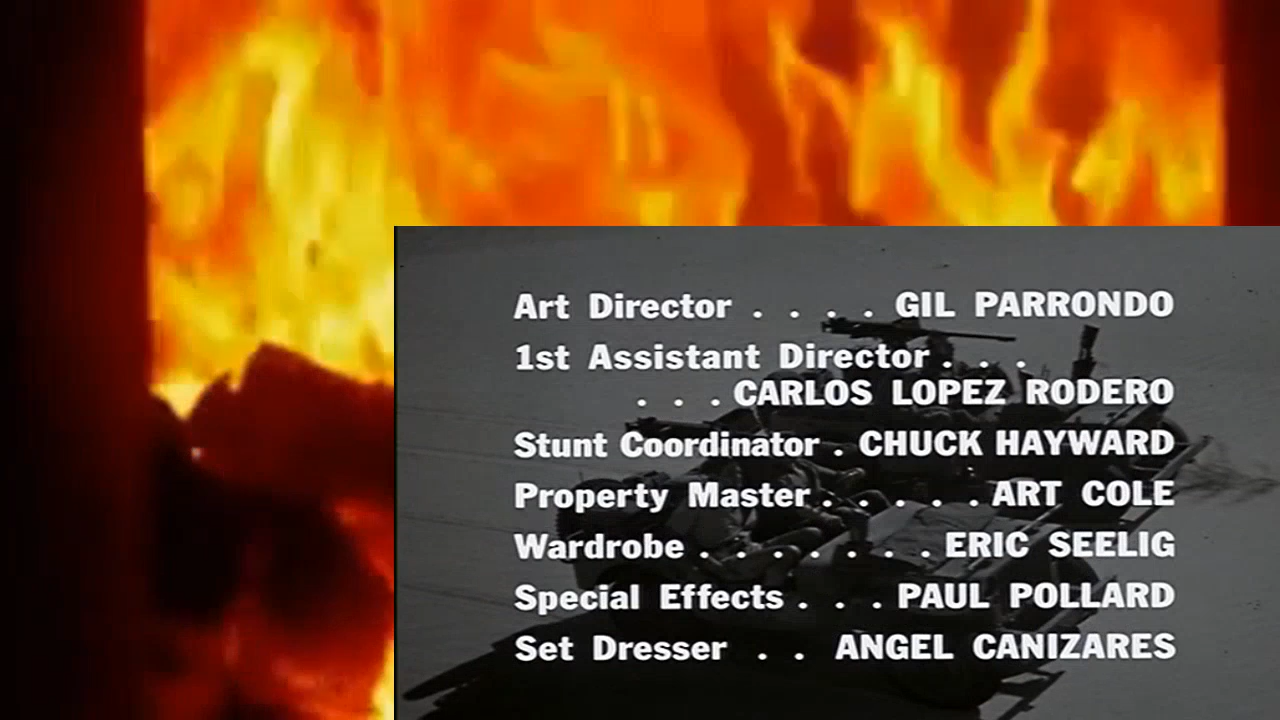 Art Director . . . . GIL PARRONDO
1st Assistant Director . . .
. . . CARLOS LOPEZ RODERO
Stunt Coordinator . CHUCK HAYWARD
Property Master . . . . . ART COLE
Wardrobe . . . . . . . ERIC SEELIG
Special Effects . . . PAUL POLLARD
Set Dresser . . ANGEL CANIZARES